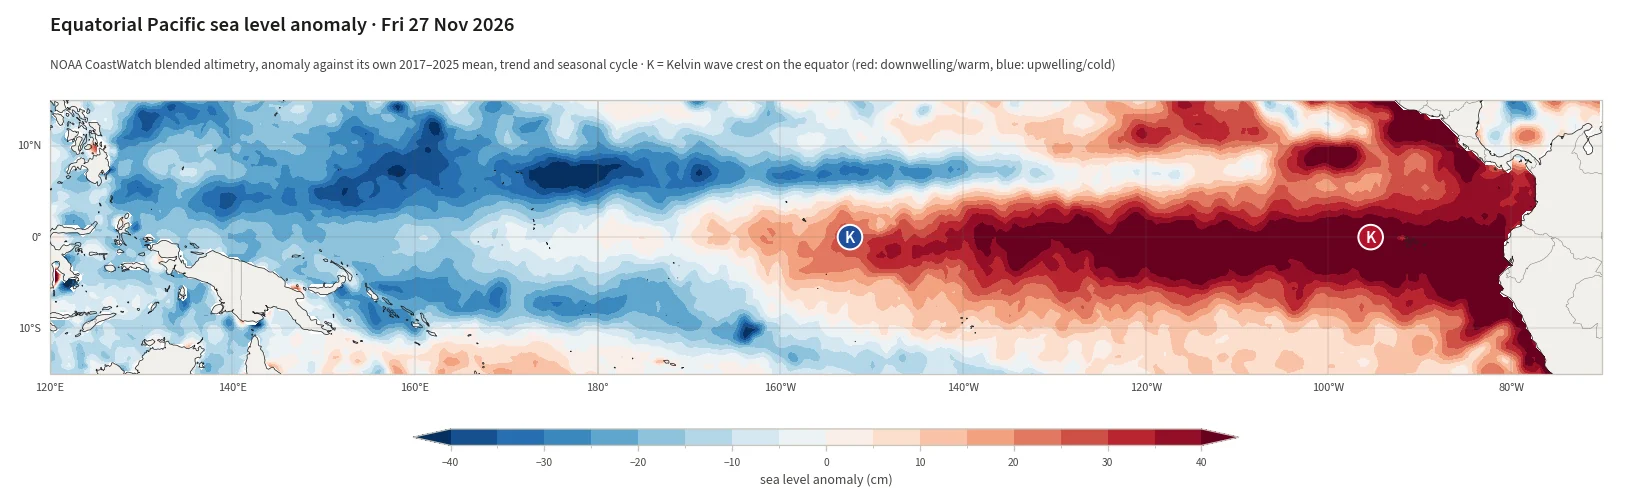 Equatorial Pacific sea level anomaly · Fri 27 Nov 2026
NOAA CoastWatch blended altimetry, anomaly against its own 2017–2025 mean, trend and seasonal cycle · K = Kelvin wave crest on the equator (red: downwelling/warm, blue: upwelling/cold)
10°N
0°
K K
10°S
120°E 140°E 160°E 180° 160°W 140°W 120°W 100°W 80°W
−40 −30 −20 −10 0 10 20 30 40
sea level anomaly (cm)